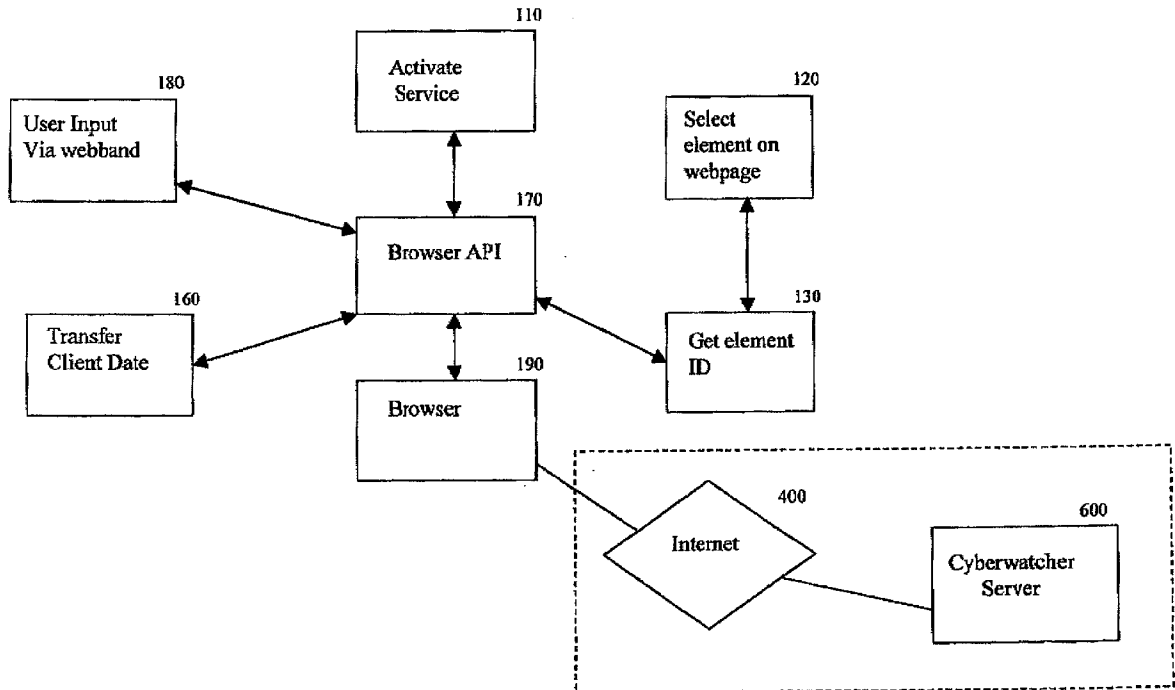 110
Activate
Service
180
User Input
Via webband
120
Select
element on
webpage
170
Browser API
160
Transfer
Client Date
130
Get element
ID
190
Browser
400
Internet
600
Cyberwatcher
Server